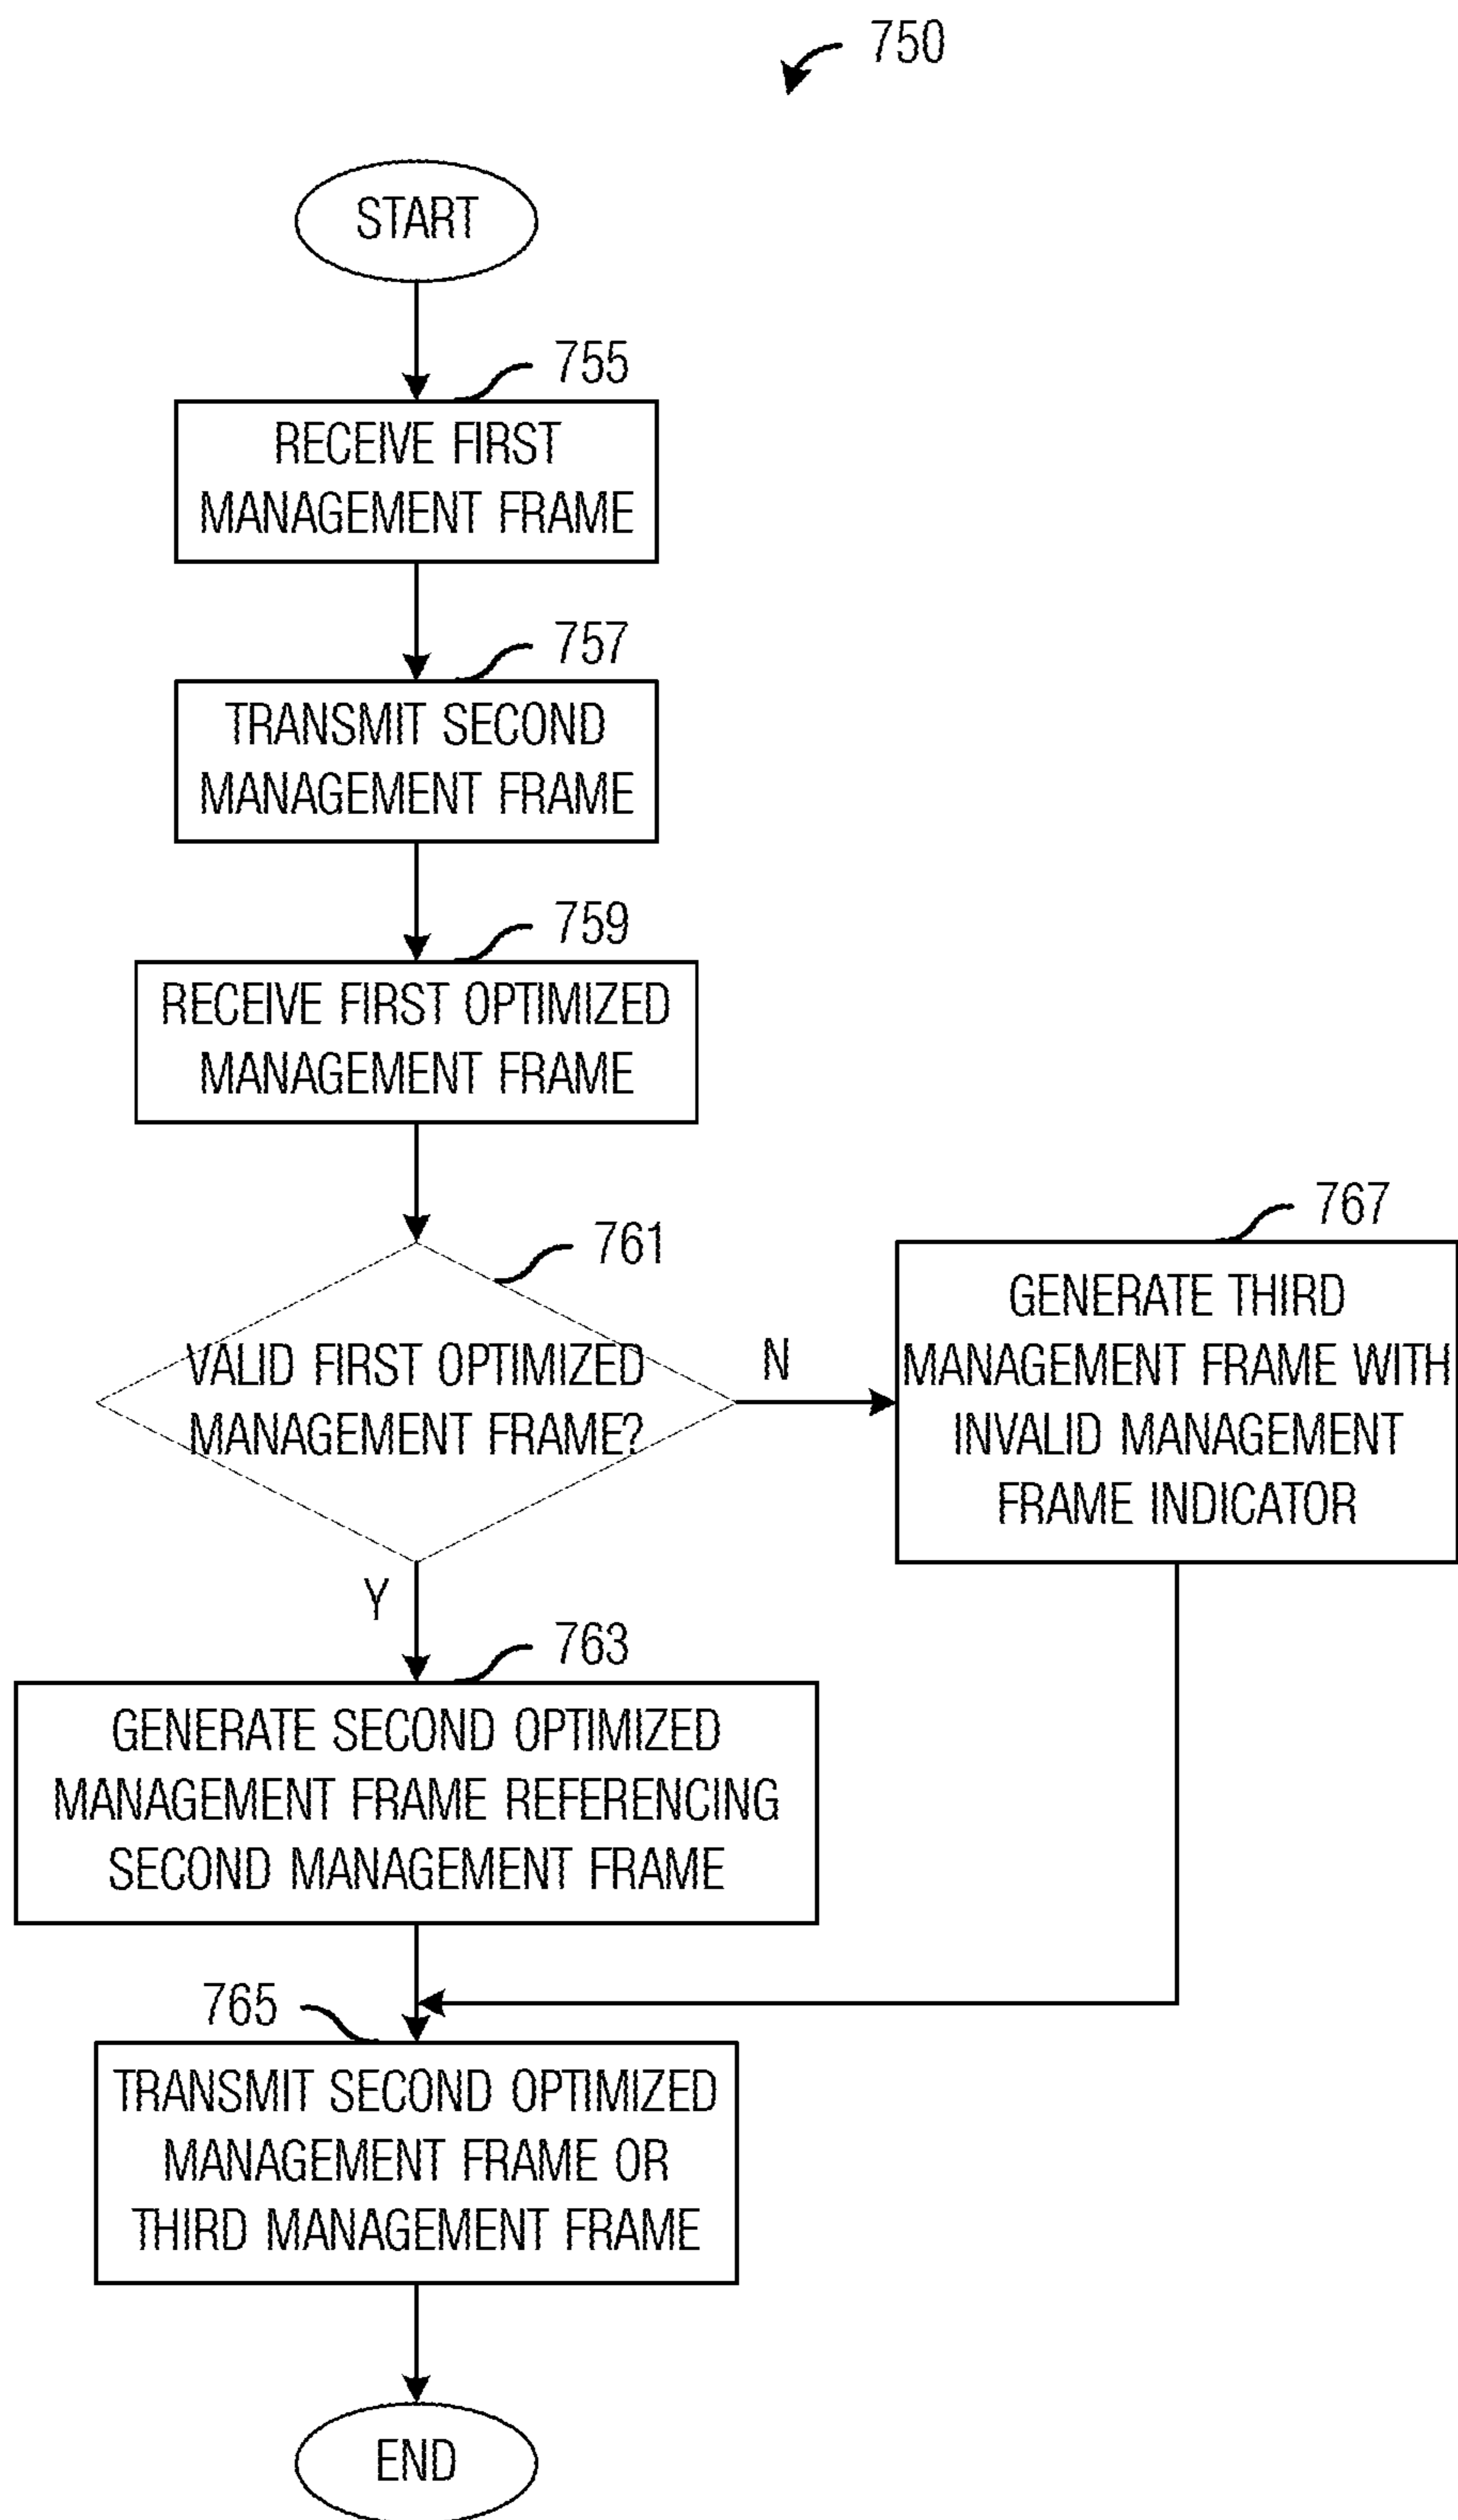 750
START
755
RECEIVE FIRST
MANAGEMENT FRAME
757
TRANSMIT SECOND
MANAGEMENT FRAME
759
RECEIVE FIRST OPTIMIZED
MANAGEMENT FRAME
761
VALID FIRST OPTIMIZED
MANAGEMENT FRAME?
N
767
GENERATE THIRD
MANAGEMENT FRAME WITH
INVALID MANAGEMENT
FRAME INDICATOR
Y
763
GENERATE SECOND OPTIMIZED
MANAGEMENT FRAME REFERENCING
SECOND MANAGEMENT FRAME
765
TRANSMIT SECOND OPTIMIZED
MANAGEMENT FRAME OR
THIRD MANAGEMENT FRAME
END